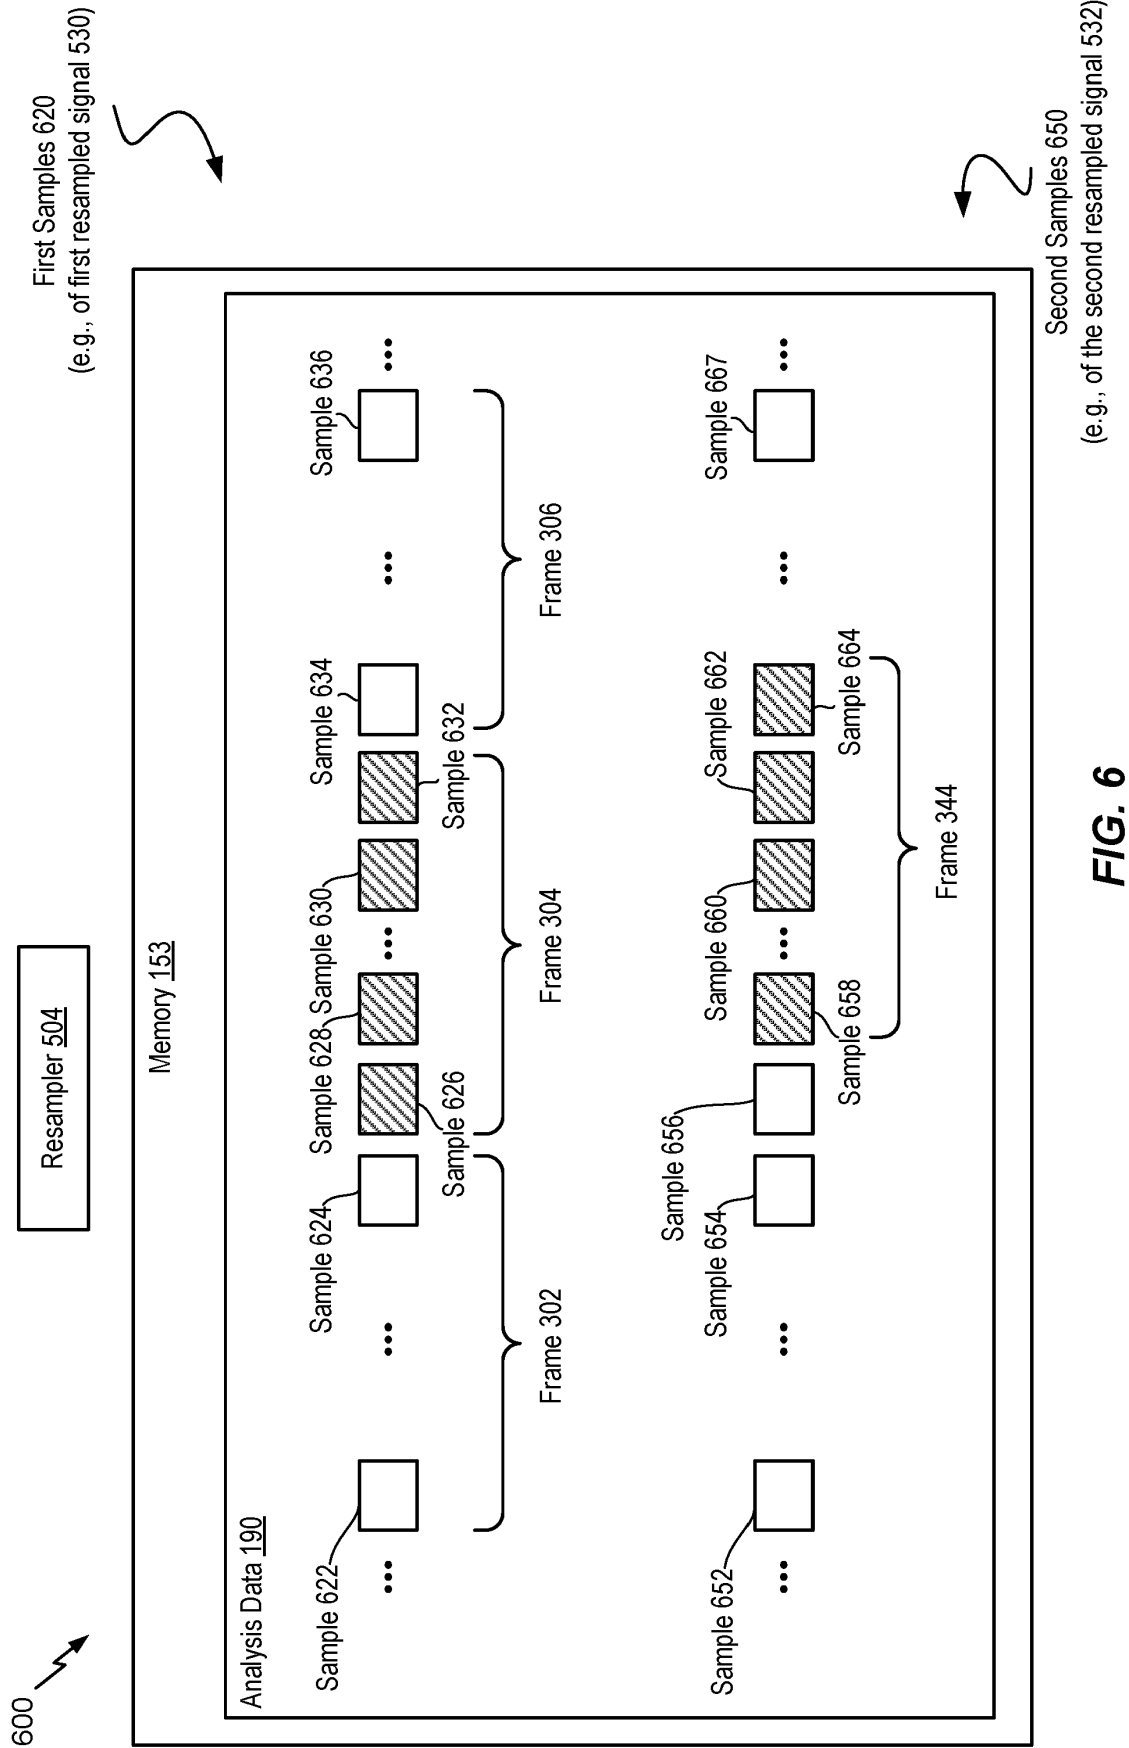 600
Resampler 504
First Samples 620
(e.g., of first resampled signal 530)
Memory 153
Analysis Data 190
Sample 622
Sample 624
Sample 628
Sample 630
Sample 634
Sample 636
Sample 626
Sample 632
Frame 302
Frame 304
Frame 306
Sample 656
Sample 652
Sample 654
Sample 660
Sample 662
Sample 667
Sample 658
Sample 664
Frame 344
Second Samples 650
(e.g., of the second resampled signal 532)
FIG. 6